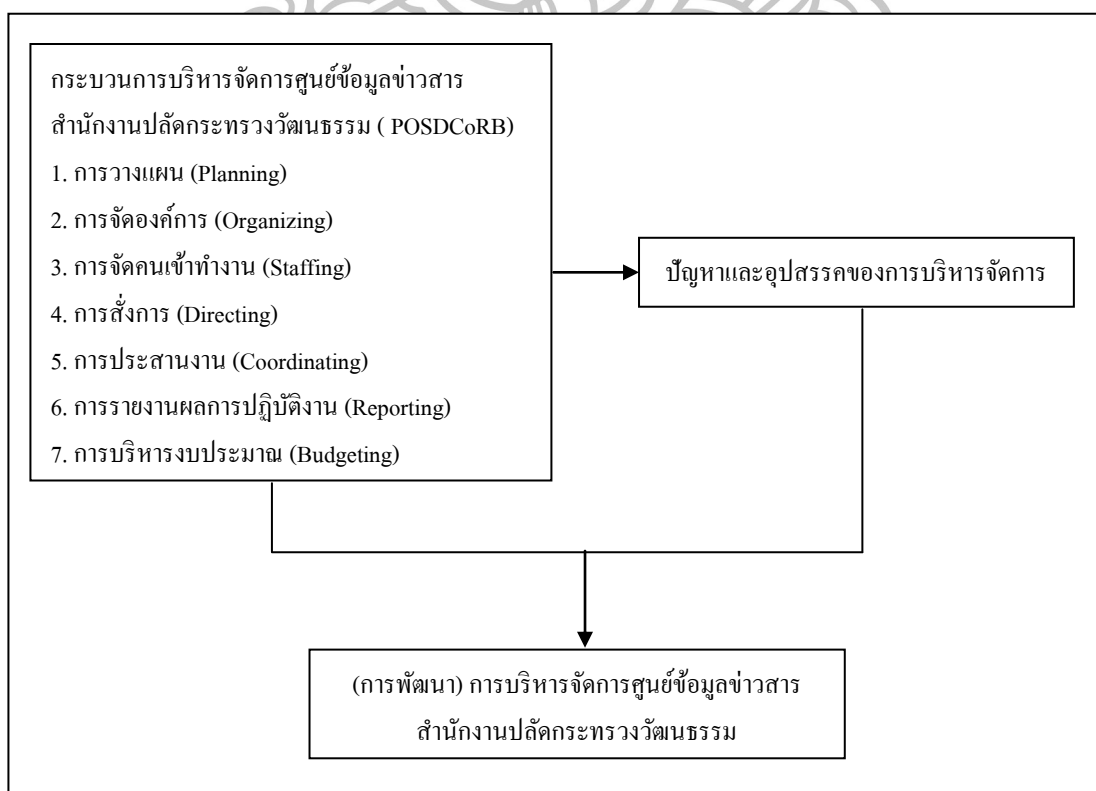 กระบวนการบริหารจัดการศูนย์ข้อมูลข่าวสาร
สำนักงานปลัดกระทรวงวัฒนธรรม ( POSDCoRB)
1. การวางแผน (Planning)
2. การจัดองค์การ (Organizing)
3. การจัดคนเข้าทำงาน (Staffing)
4. การสั่งการ (Directing)
5. การประสานงาน (Coordinating)
6. การรายงานผลการปฏิบัติงาน (Reporting)
7. การบริหารงบประมาณ (Budgeting)
ปัญหาและอุปสรรคของการบริหารจัดการ
(การพัฒนา) การบริหารจัดการศูนย์ข้อมูลข่าวสาร
สำนักงานปลัดกระทรวงวัฒนธรรม